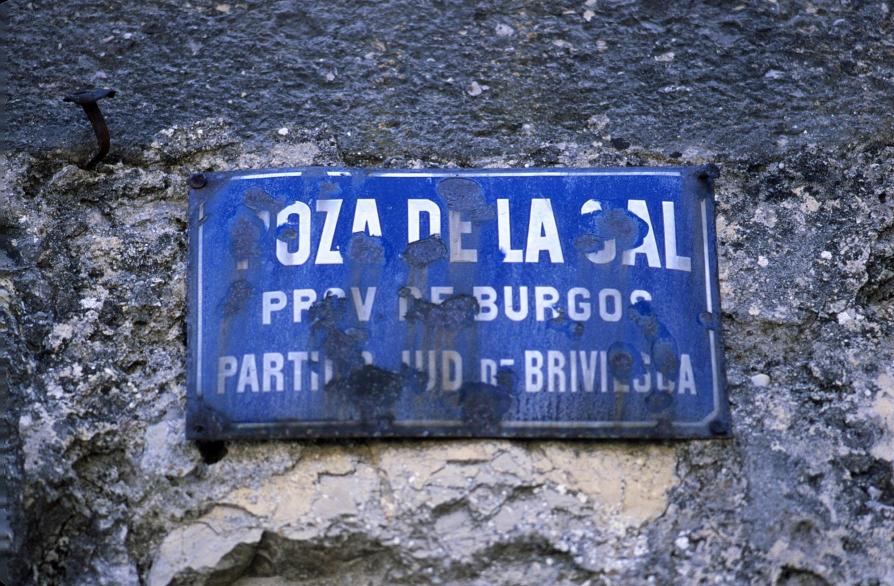 POZA DE LA SAL
PROV DE BURGOS
PARTIDO JUD DE BRIVIESCA